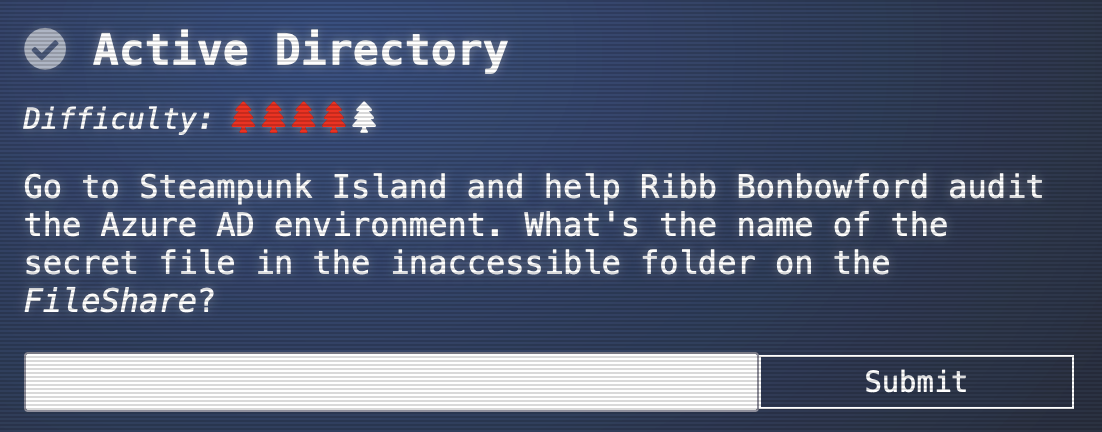 Active Directory
Difficulty:
Go to Steampunk Island and help Ribb Bonbowford audit
the Azure AD environment. What's the name of the
secret file in the inaccessible folder on the
FileShare?
Submit